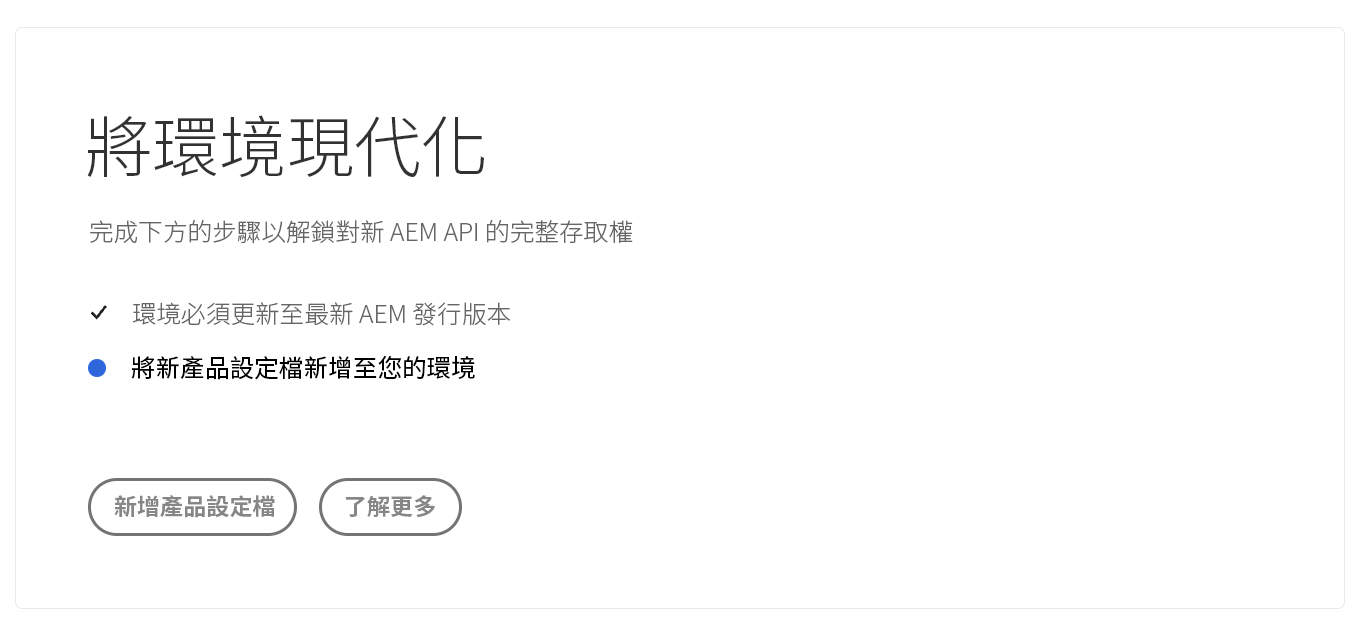 將環境現代化
完成下方的步驟以解鎖對新 AEM API 的完整存取權
環境必須更新至最新 AEM 發行版本
將新產品設定檔新增至您的環境
新增產品設定檔
了解更多